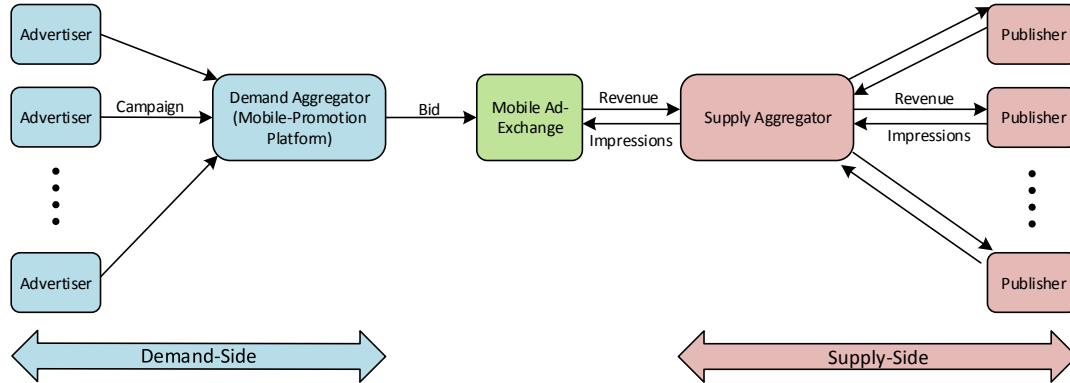 Advertiser
Publisher
Advertiser
Campaign
Demand Aggregator
(Mobile-Promotion
Platform)
Bid
Mobile Ad-
Exchange
Revenue
Impressions
Supply Aggregator
Revenue
Impressions
Publisher
Advertiser
Publisher
Demand-Side
Supply-Side